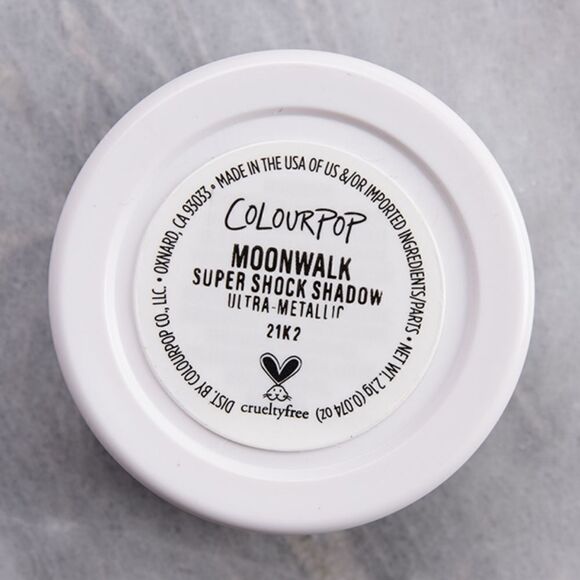 COLOURPOP
MOONWALK
SUPER SHOCK SHADOW
ULTRA-METALLIC
21K2
crueltyfree
DIST. BY COLOURPOP CO., LLC. • OXNARD, CA 93033 • MADE IN THE USA OF US &/OR IMPORTED INGREDIENTS/PARTS • NET WT. 2.1g (0.074 oz)